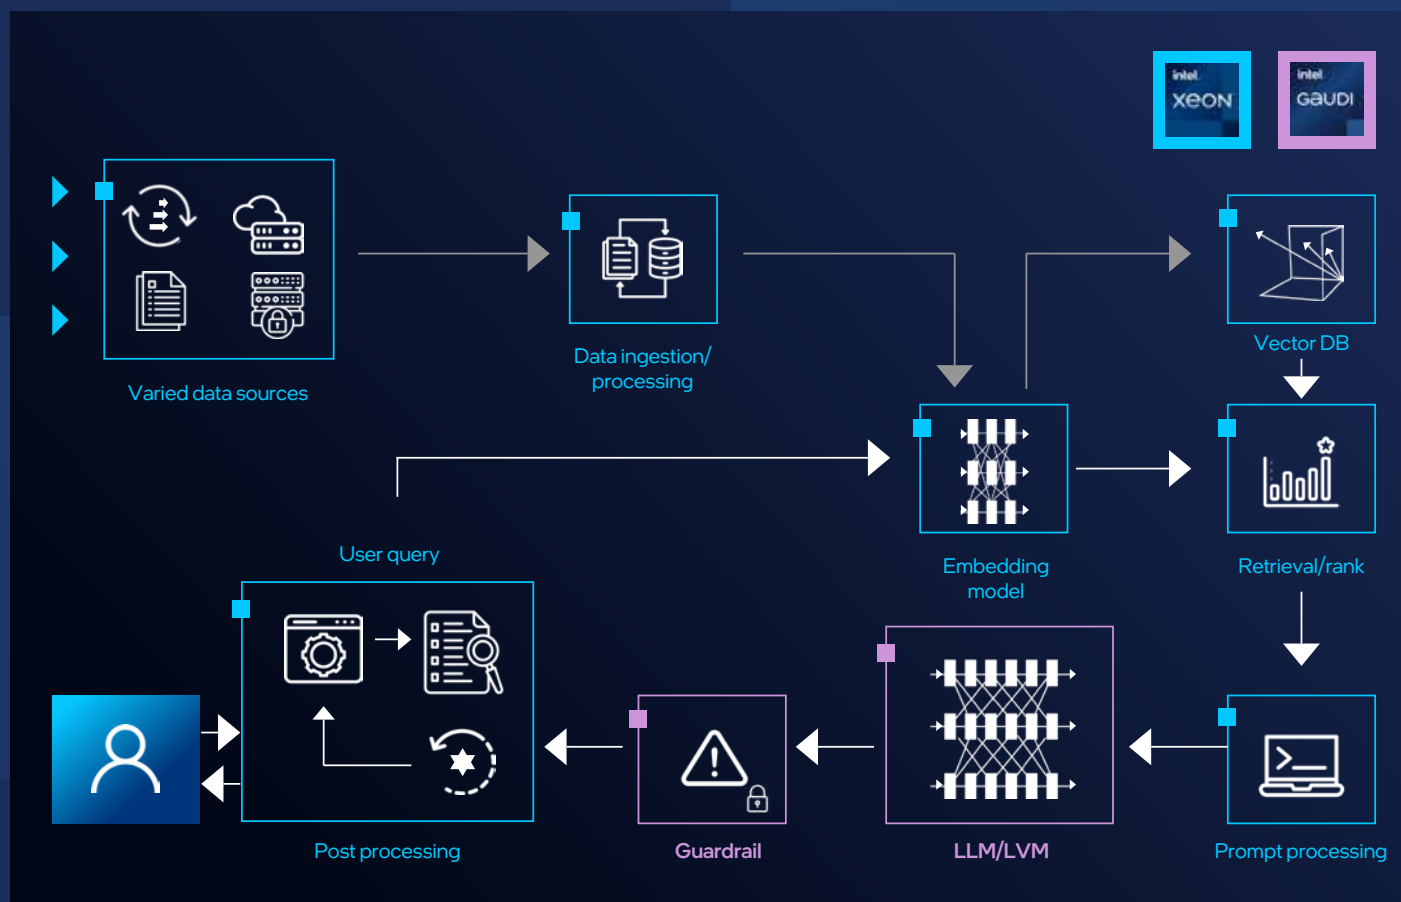 intel
xeon
intel
GaUDI
Vector DB
Data ingestion/
processing
Varied data sources
User query
Embedding
model
Retrieval/rank
Post processing
Guardrail
LLM/LVM
Prompt processing